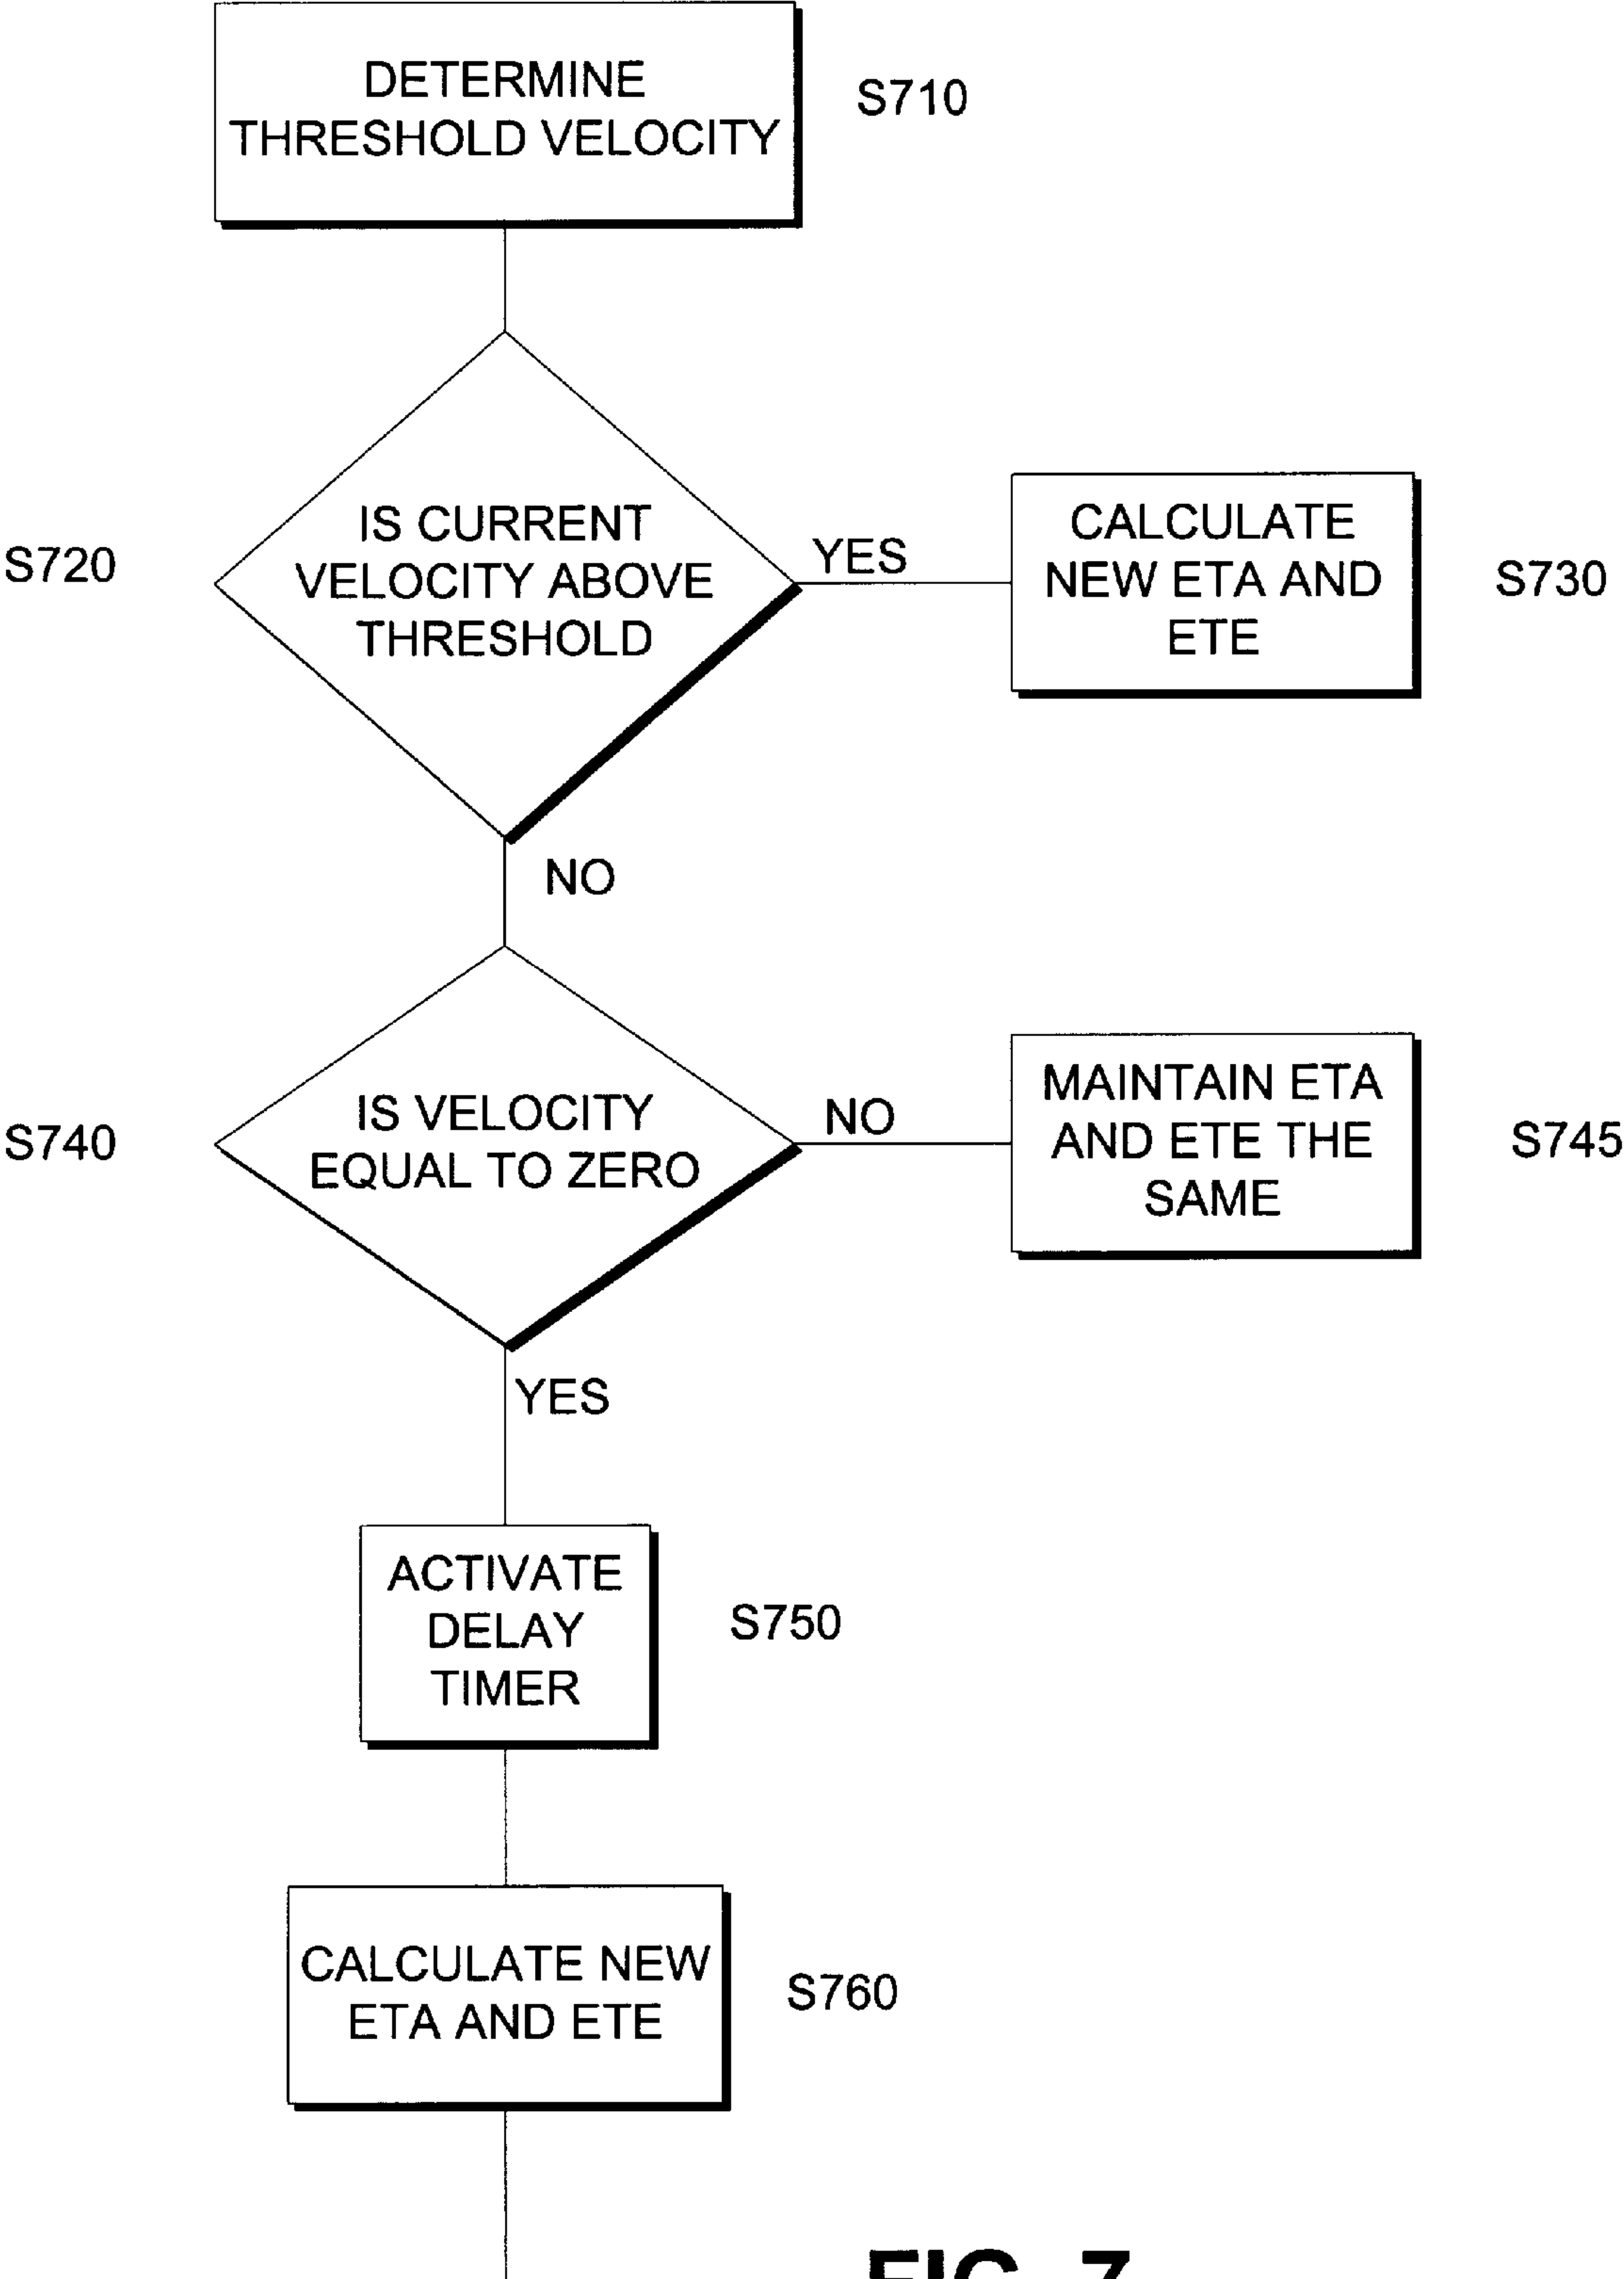 DETERMINE
THRESHOLD VELOCITY
S710
IS CURRENT
VELOCITY ABOVE
THRESHOLD
S720
YES
CALCULATE
NEW ETA AND
ETE
S730
NO
IS VELOCITY
EQUAL TO ZERO
S740
NO
MAINTAIN ETA
AND ETE THE
SAME
S745
YES
ACTIVATE
DELAY
TIMER
S750
CALCULATE NEW
ETA AND ETE
S760
FIG. 7